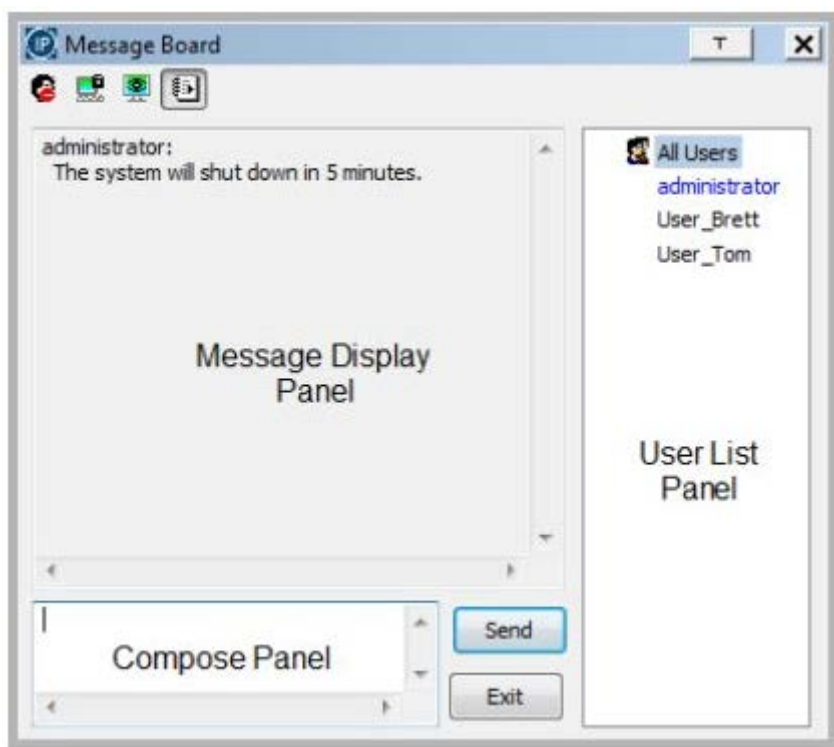 IP Message Board T
administrator:
The system will shut down in 5 minutes.
Message Display
Panel
All Users
administrator
User_Brett
User_Tom
User List
Panel
Compose Panel
Send
Exit